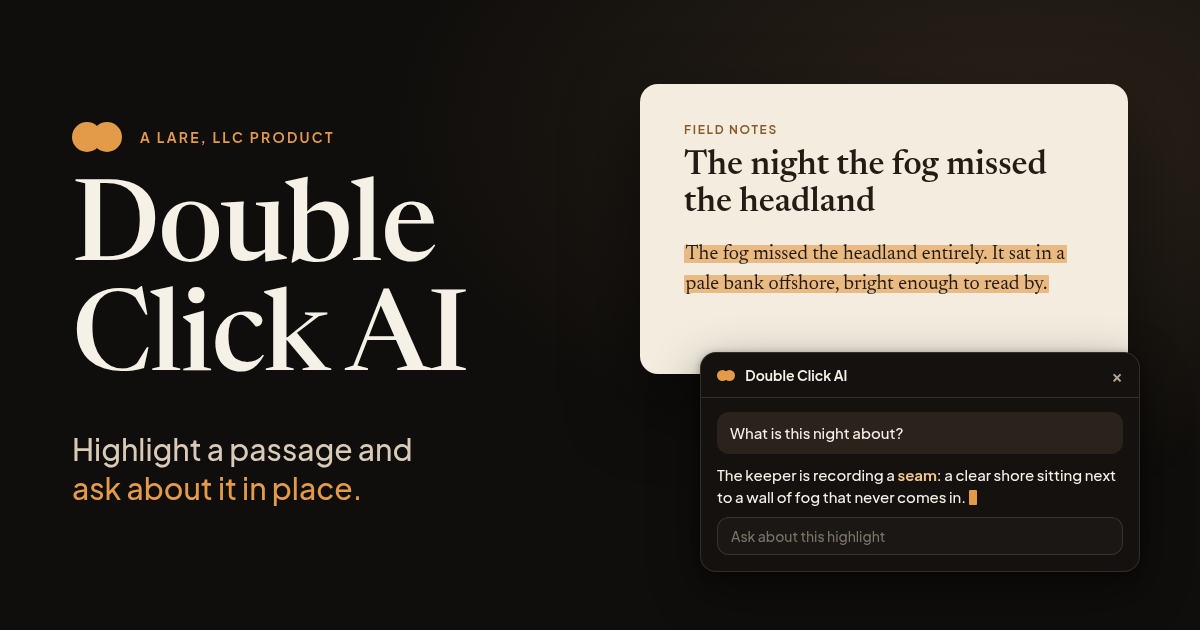 A LARE, LLC PRODUCT
Double
Click AI
Highlight a passage and
ask about it in place.
FIELD NOTES
The night the fog missed
the headland
The fog missed the headland entirely. It sat in a
pale bank offshore, bright enough to read by.
Double Click AI
×
What is this night about?
The keeper is recording a seam: a clear shore sitting next
to a wall of fog that never comes in.
Ask about this highlight